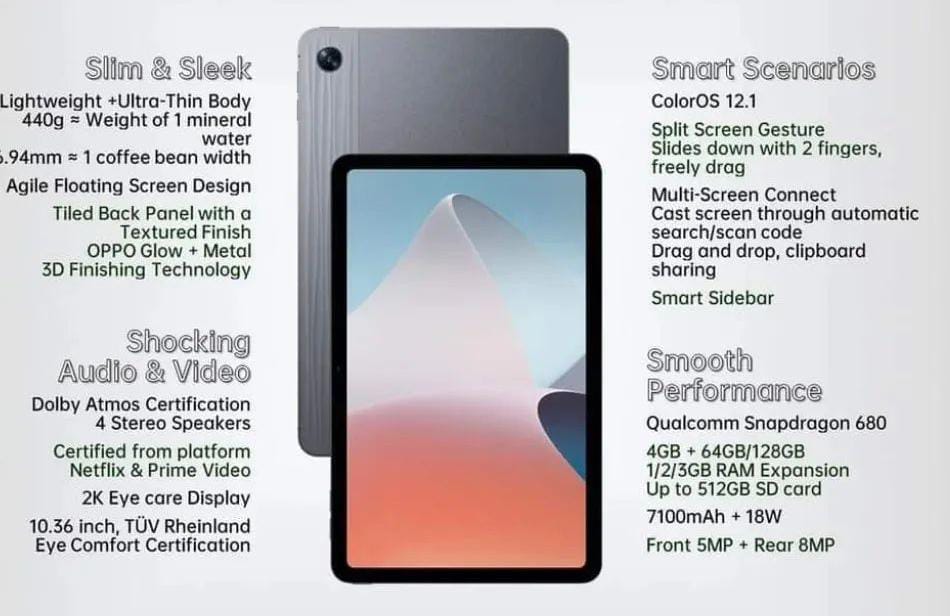 Slim & Sleek
Lightweight +Ultra-Thin Body
440g ≈ Weight of 1 mineral
water
6.94mm ≈ 1 coffee bean width
Agile Floating Screen Design
Tiled Back Panel with a
Textured Finish
OPPO Glow + Metal
3D Finishing Technology
Shocking
Audio & Video
Dolby Atmos Certification
4 Stereo Speakers
Certified from platform
Netflix & Prime Video
2K Eye care Display
10.36 inch, TÜV Rheinland
Eye Comfort Certification
Smart Scenarios
ColorOS 12.1
Split Screen Gesture
Slides down with 2 fingers,
freely drag
Multi-Screen Connect
Cast screen through automatic
search/scan code
Drag and drop, clipboard
sharing
Smart Sidebar
Smooth
Performance
Qualcomm Snapdragon 680
4GB + 64GB/128GB
1/2/3GB RAM Expansion
Up to 512GB SD card
7100mAh + 18W
Front 5MP + Rear 8MP